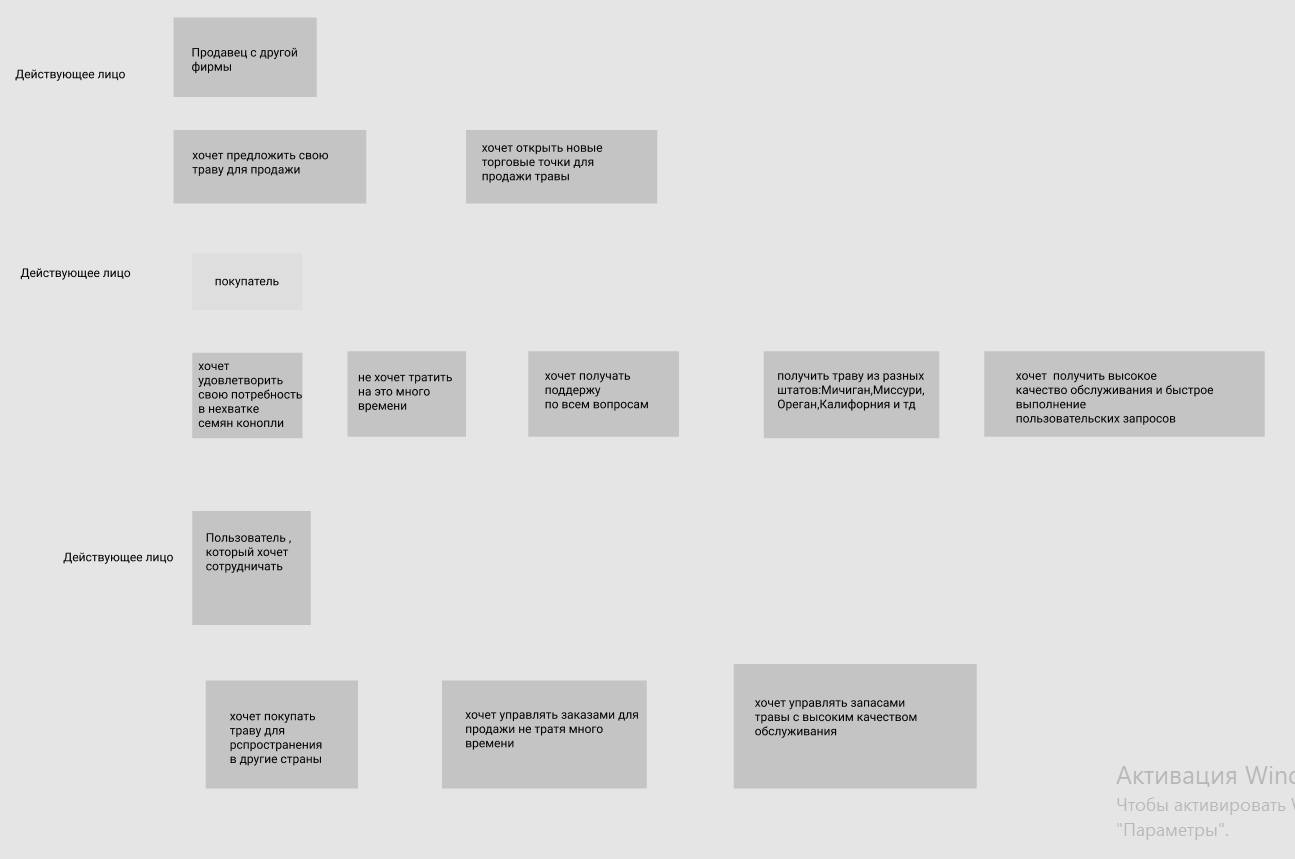 Продавец с другой
фирмы
Действующее лицо
хочет предложить свою
траву для продажи
хочет открыть новые
торговые точки для
продажи травы
Действующее лицо
покупатель
хочет
удовлетворить
свою потребность
в нехватке
семян конопли
не хочет тратить
на это много
времени
хочет получать
поддержу
по всем вопросам
получить траву из разных
штатов:Мичиган,Миссури,
Ореган,Калифорния и тд
хочет получить высокое
качество обслуживания и быстрое
выполнение
пользовательских запросов
Действующее лицо
Пользователь ,
который хочет
сотрудничать
хочет покупать
траву для
рспространения
в другие страны
хочет управлять заказами для
продажи не тратя много
времени
хочет управлять запасами
травы с высоким качеством
обслуживания
Активация Wind
Чтобы активировать
"Параметры".